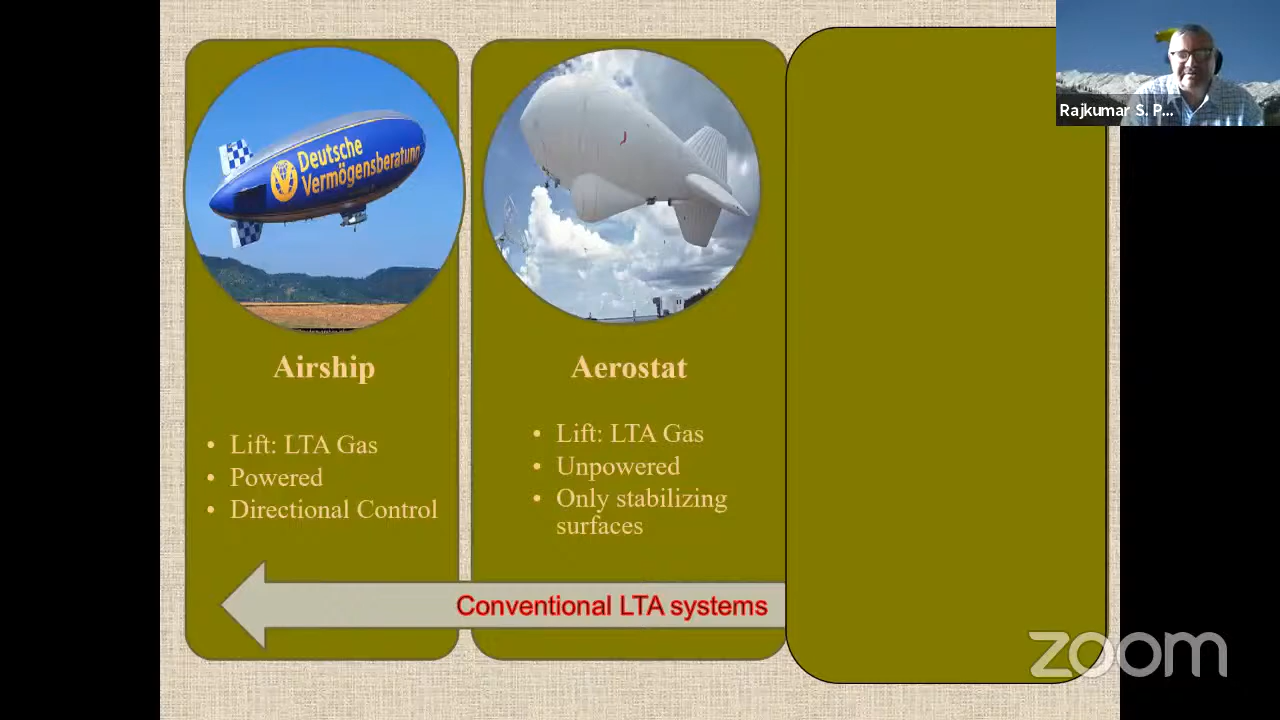 Deutsche
Vermögensberatung
Airship
• Lift: LTA Gas
• Powered
• Directional Control
Aerostat
• Lift: LTA Gas
• Unpowered
• Only stabilizing
surfaces
Conventional LTA systems
Rajkumar S. P...
zoom